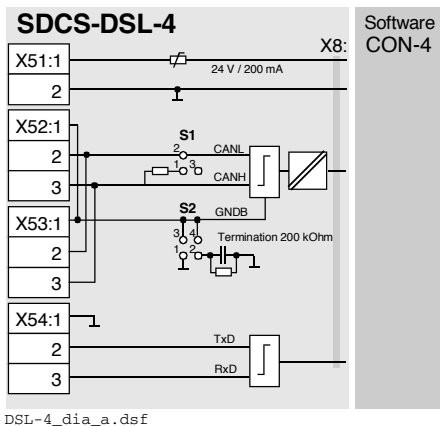 SDCS-DSL-4
Software
CON-4
X8:
X51:1
24 V / 200 mA
2
X52:1
S1
2
2
CANL
1
3
3
CANH
S2
GNDB
X53:1
3
4
Termination 200 kOhm
2
1
2
3
X54:1
2
TxD
3
RxD
DSL-4_dia_a.dsf